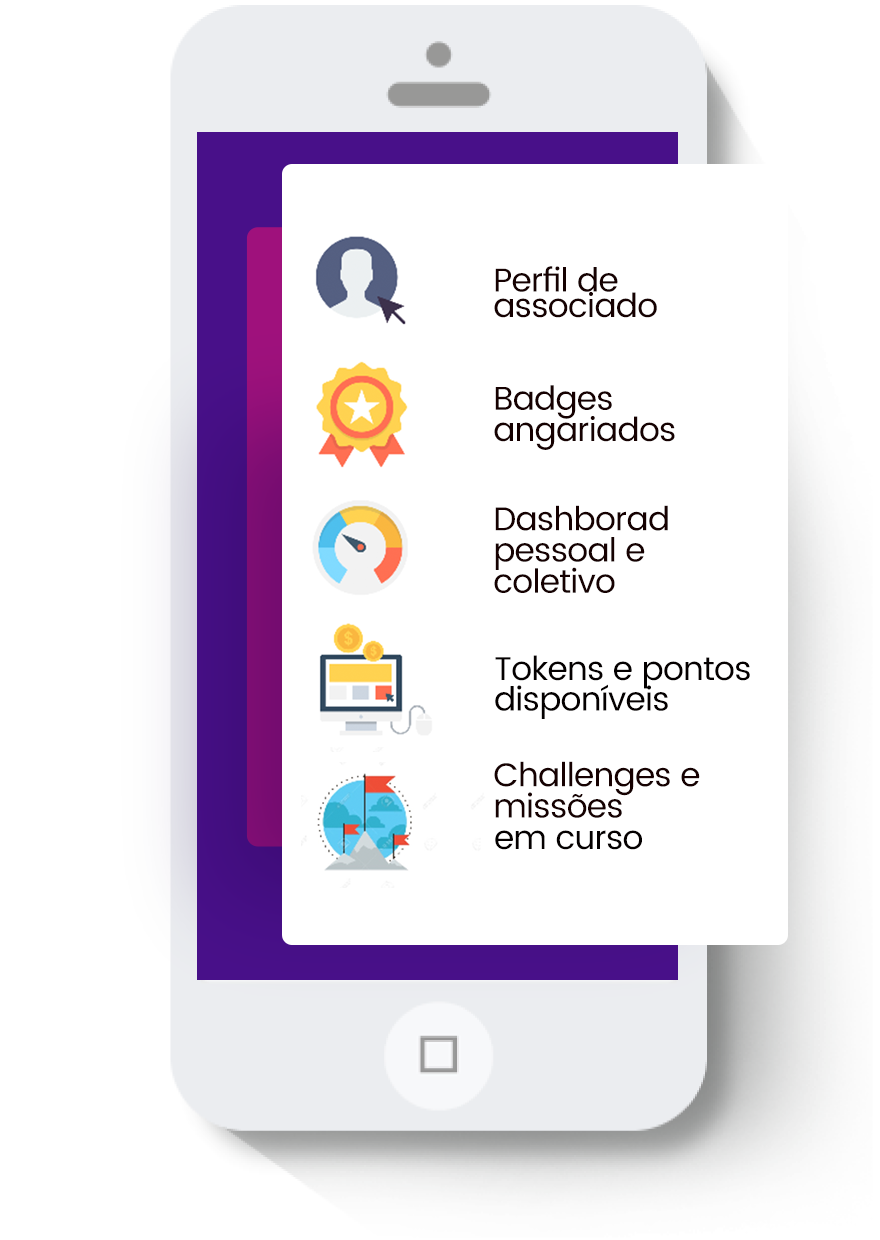 Perfil de
associado
Badges
angariados
Dashborad
pessoal e
coletivo
Tokens e pontos
disponíveis
Challenges e
missões
em curso